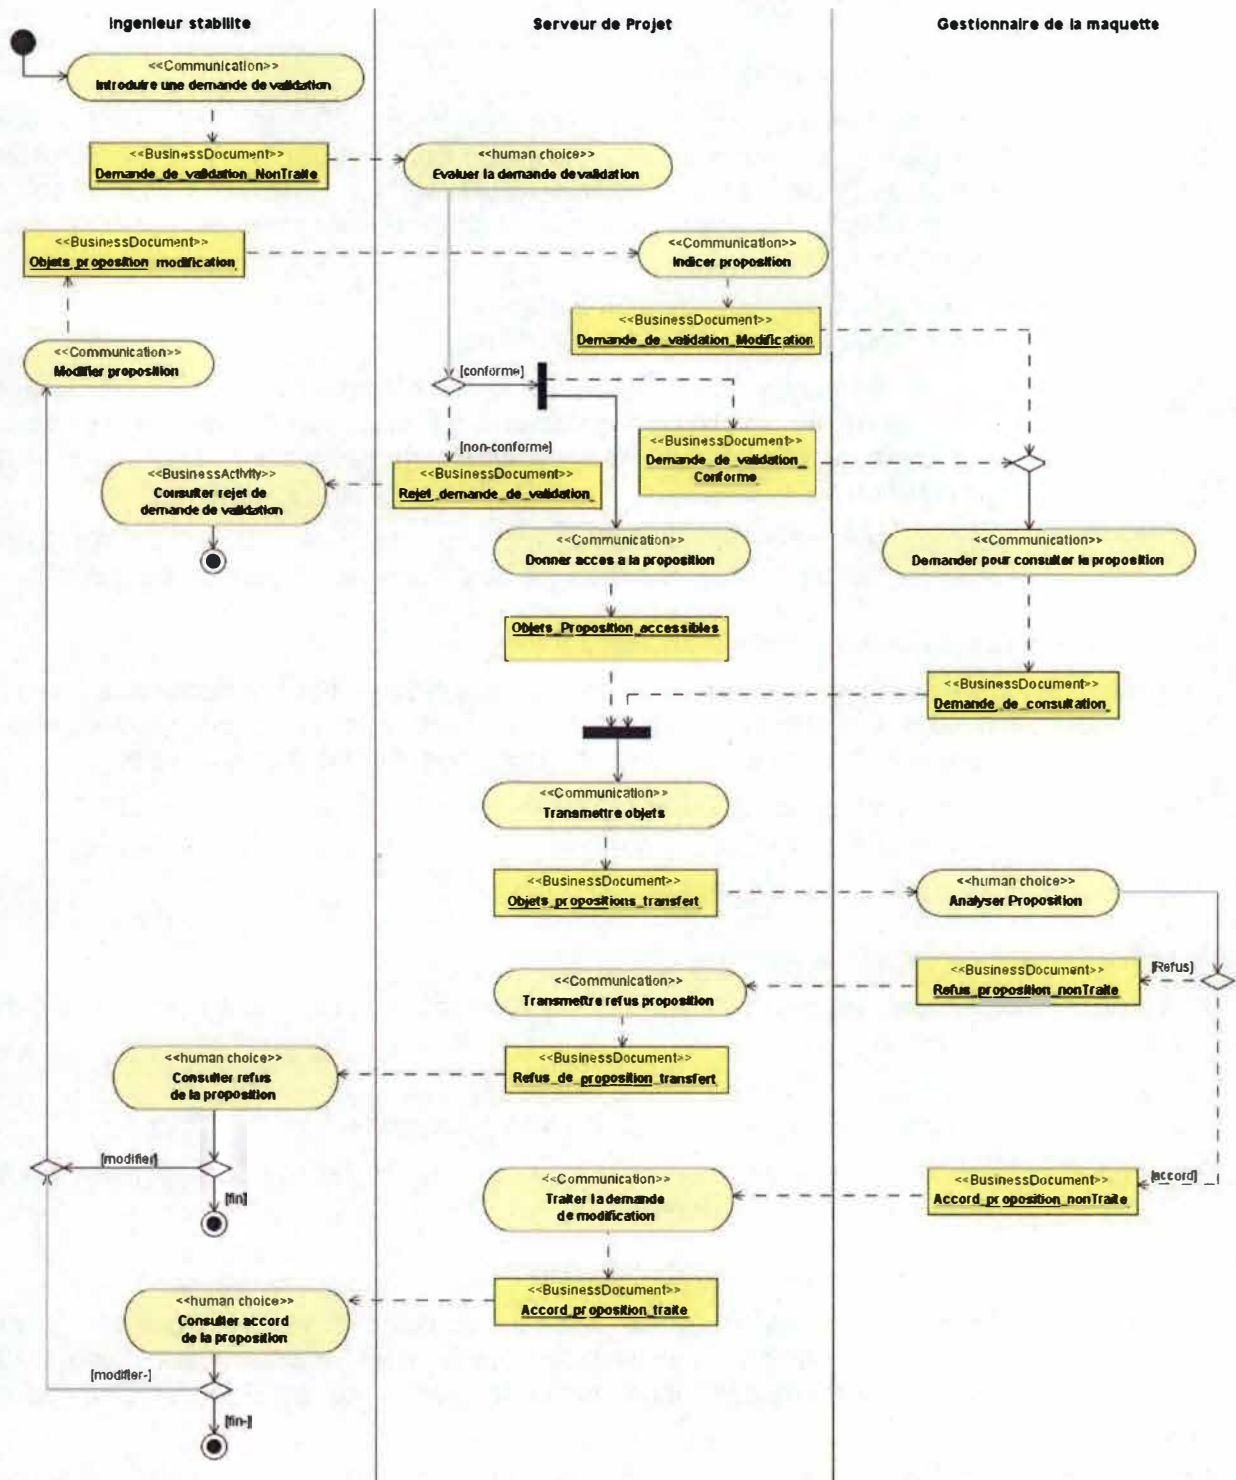 Ingenieur stabilite
Serveur de Projet
Gestionnaire de la maquette
<<Communication>>
Introduire une demande de validation
<<BusinessDocument>>
Demande_de_validation_NonTraite
<<human choice>>
Evaluer la demande de validation
<<BusinessDocument>>
Objets_proposition_modification
<<Communication>>
Indicer proposition
<<BusinessDocument>>
Demande_de_validation_Modification
<<Communication>>
Modifier proposition
[conforme]
[non-conforme]
<<BusinessDocument>>
Demande_de_validation_
Conforme
<<BusinessActivity>>
Consulter rejet de
demande de validation
<<BusinessDocument>>
Rejet_demande_de_validation_
<<Communication>>
Donner acces a la proposition
<<Communication>>
Demander pour consulter le proposition
Objets_Proposition_accessibles
<<BusinessDocument>>
Demande_de_consultation_
<<Communication>>
Transmettre objets
<<BusinessDocument>>
Objets_propositions_transfert
<<human choice>>
Analyser Proposition
[Refus]
<<BusinessDocument>>
Refus_proposition_nonTraite
<<Communication>>
Transmettre refus proposition
<<BusinessDocument>>
Refus_de_proposition_transfert
<<human choice>>
Consulter refus
de la proposition
[modifier]
[fin]
<<Communication>>
Traiter la demande
de modification
<<BusinessDocument>>
Accord_proposition_nonTraite
[accord]
<<BusinessDocument>>
Accord_proposition_traite
<<human choice>>
Consulter accord
de la proposition
[modifier-]
[fin-]